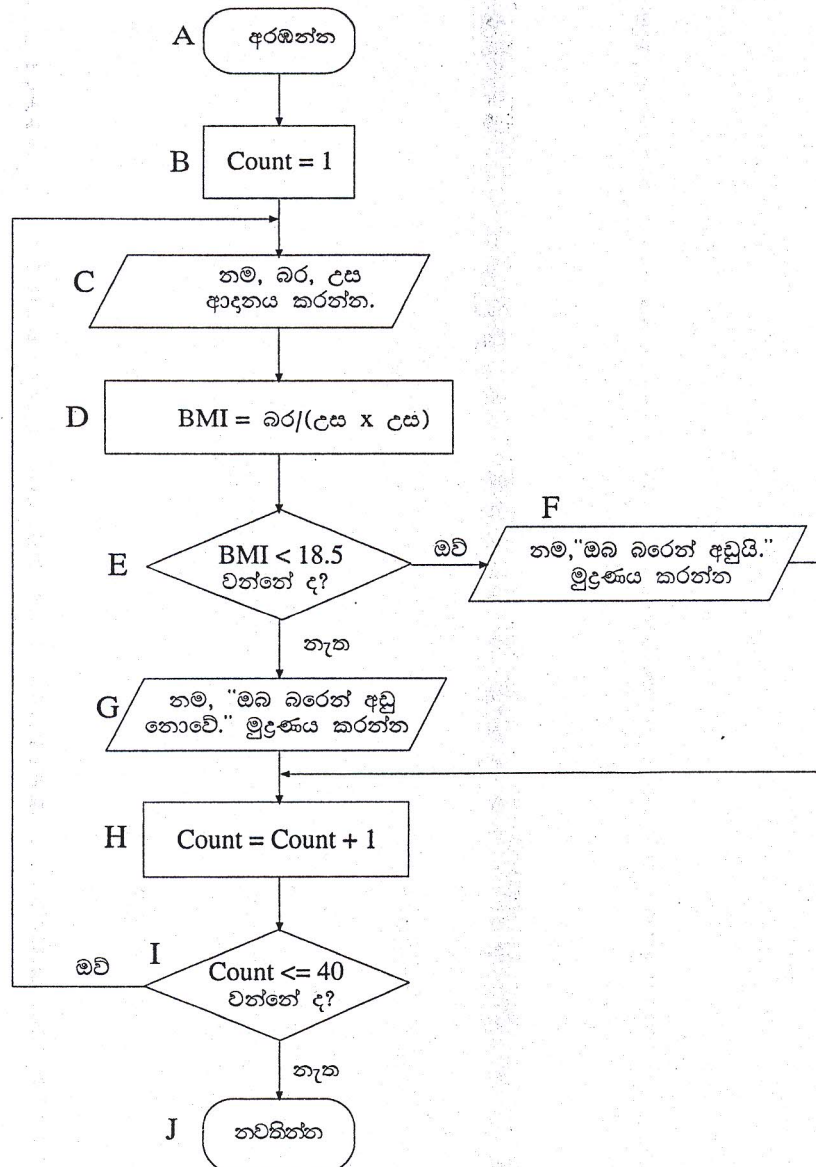 A
අරඹන්න
B
Count = 1
C
නම, බර, උස
ආදානය කරන්න.
D
BMI = බර/(උස x උස)
E
BMI < 18.5
වන්නේ ද?
ඔව්
F
නම,"ඔබ බරෙන් අඩුයි."
මුද්‍රණය කරන්න
නැත
G
නම, "ඔබ බරෙන් අඩු
නොවේ." මුද්‍රණය කරන්න
H
Count = Count + 1
I
Count <= 40
වන්නේ ද?
ඔව්
නැත
J
නවතින්න